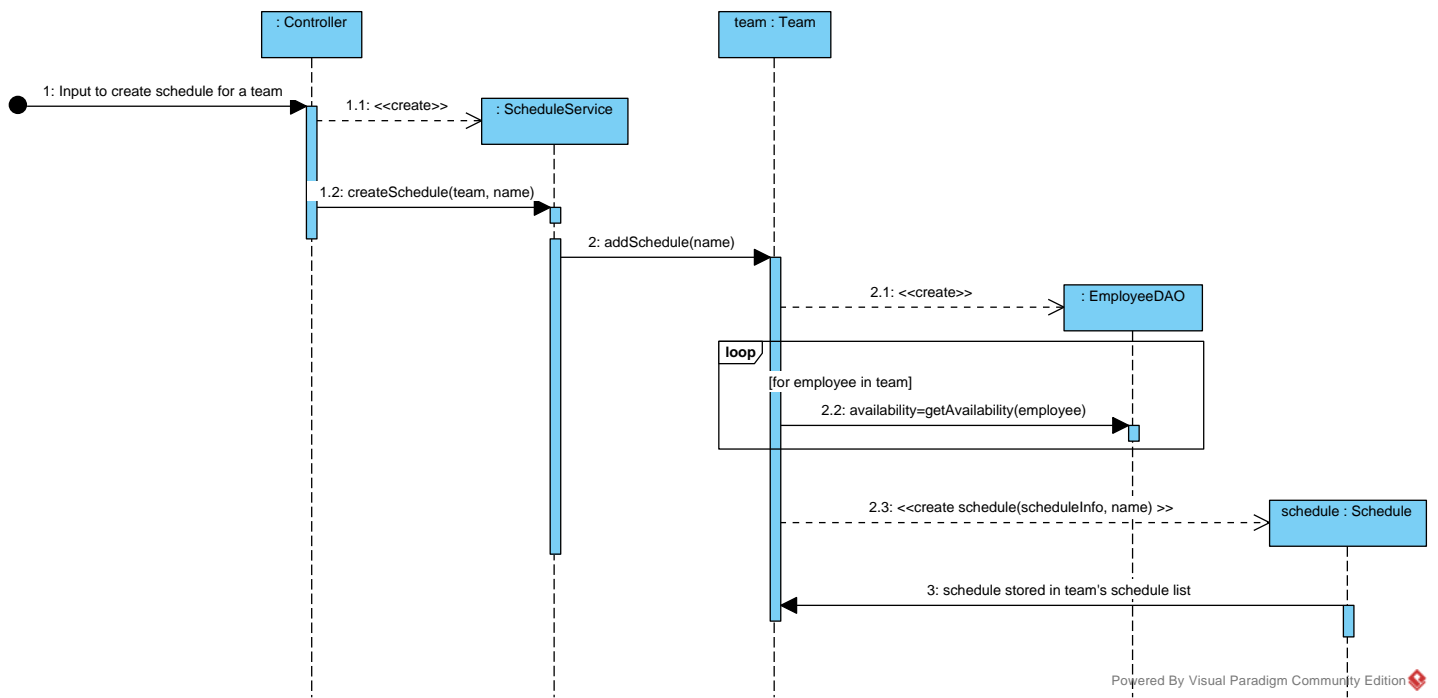 : Controller
team : Team
1: Input to create schedule for a team
1.1: <<create>>
: ScheduleService
1.2: createSchedule(team, name)
2: addSchedule(name)
2.1: <<create>>
: EmployeeDAO
loop
[for employee in team]
2.2: availability=getAvailability(employee)
2.3: <<create schedule(scheduleInfo, name) >>
schedule : Schedule
3: schedule stored in team's schedule list
Powered By Visual Paradigm Community Edition